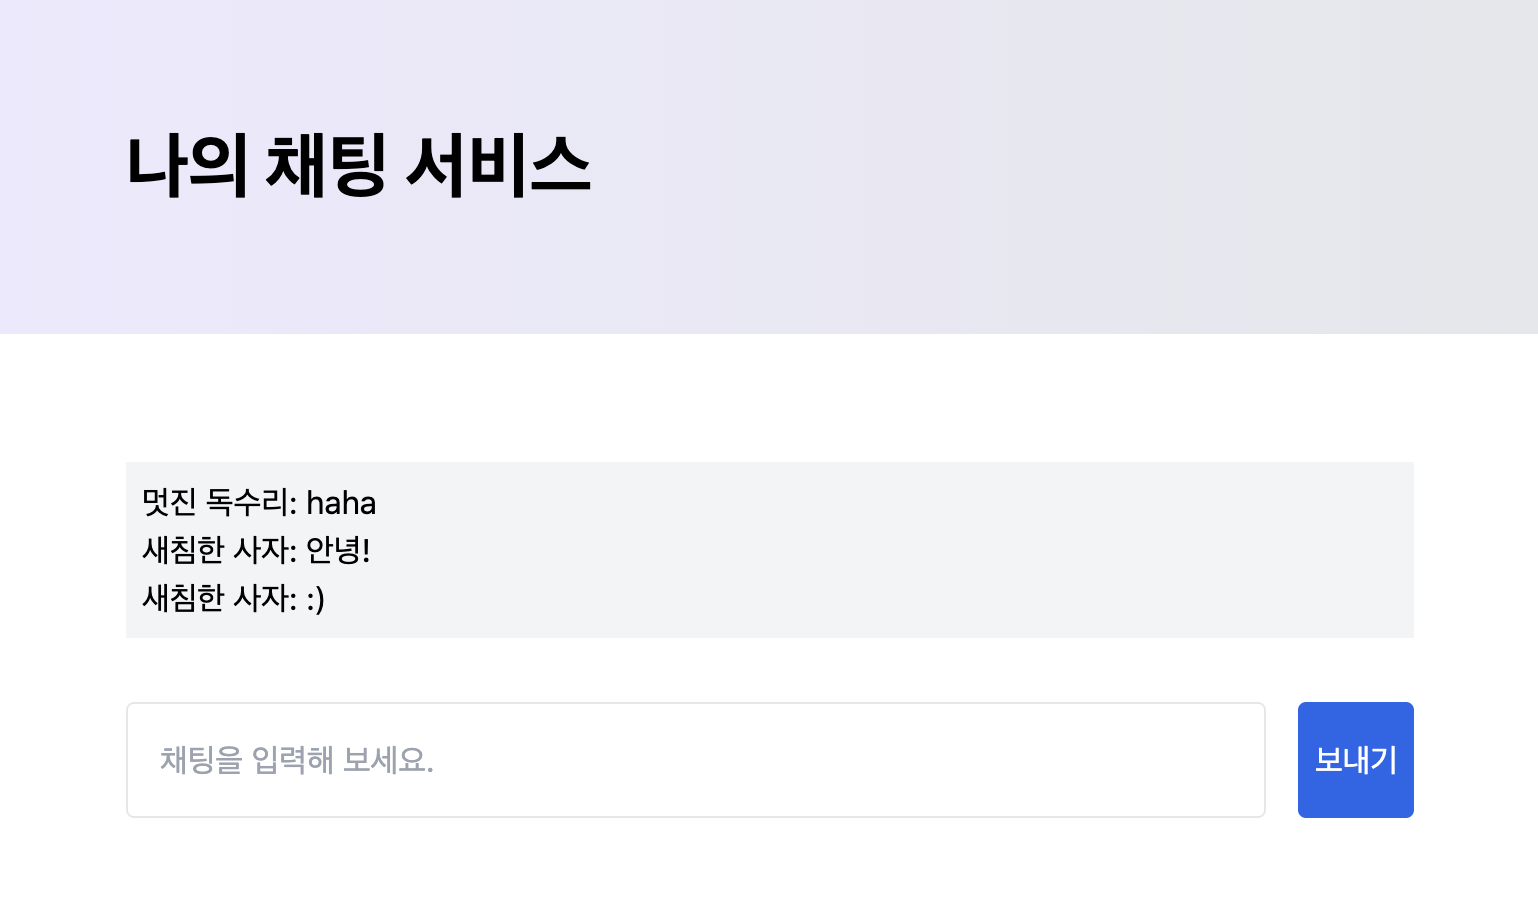 나의 채팅 서비스
멋진 독수리: haha
새침한 사자: 안녕!
새침한 사자: :)
채팅을 입력해 보세요.
보내기